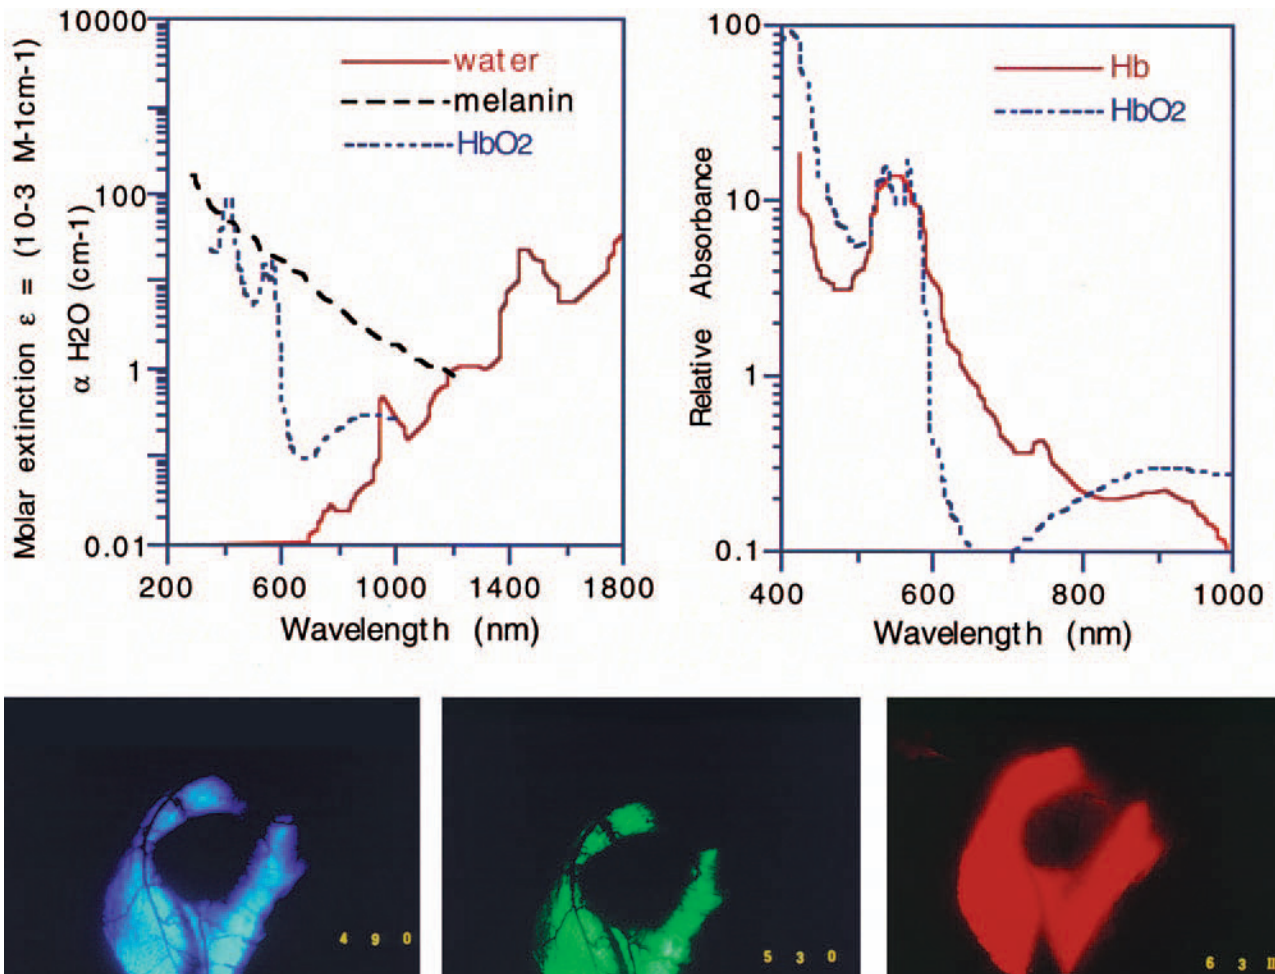 Molar extinction ε = (10-3 M-1cm-1)
α H2O (cm-1)
10000
100
1
0.01
water
melanin
HbO2
200 600 1000 1400 1800
Wavelength (nm)
Relative Absorbance
100
10
1
0.1
Hb
HbO2
400 600 800 1000
Wavelength (nm)
4 9 0
5 3 0
6 3